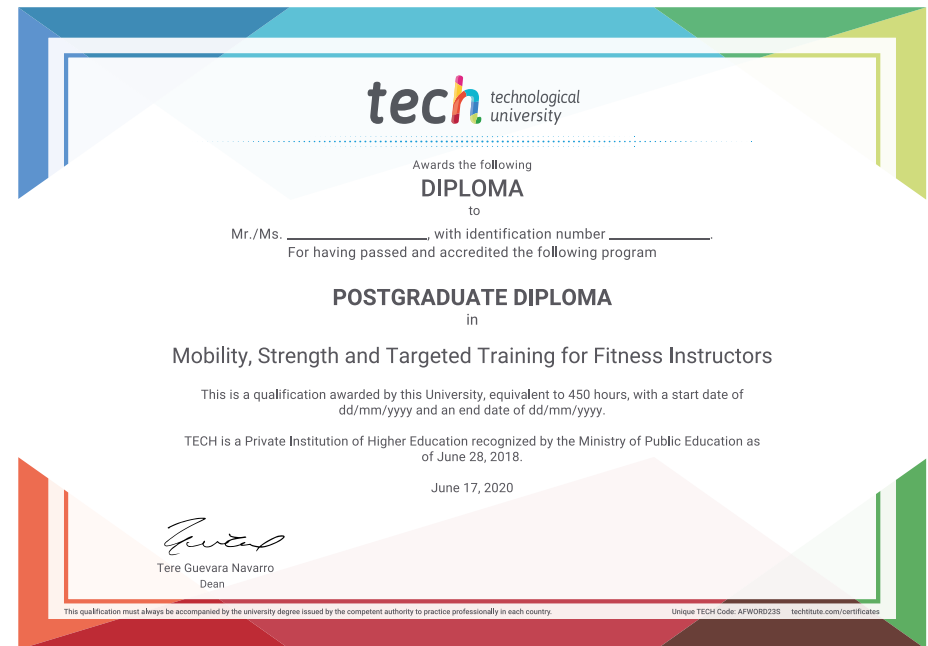 tech technological
university
Awards the following
DIPLOMA
to
Mr./Ms. ____________________, with identification number ______________.
For having passed and accredited the following program
POSTGRADUATE DIPLOMA
in
Mobility, Strength and Targeted Training for Fitness Instructors
This is a qualification awarded by this University, equivalent to 450 hours, with a start date of
dd/mm/yyyy and an end date of dd/mm/yyyy.
TECH is a Private Institution of Higher Education recognized by the Ministry of Public Education as
of June 28, 2018.
June 17, 2020
Tere Guevara Navarro
Dean
This qualification must always be accompanied by the university degree issued by the competent authority to practice professionally in each country.
Unique TECH Code: AFWORD23S techtitute.com/certificates